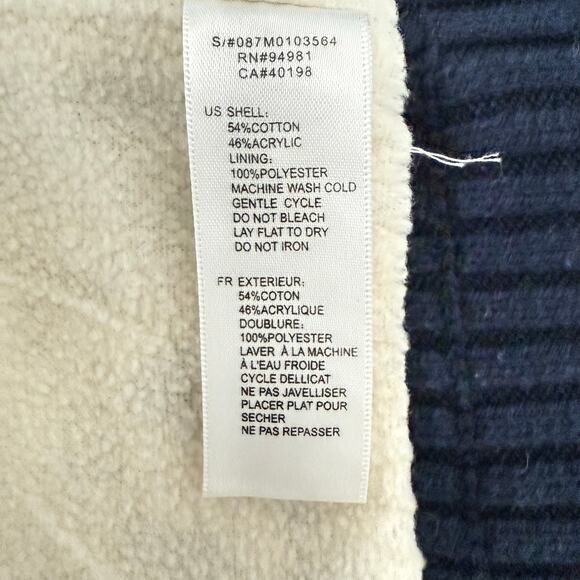 S/#087M0103564
RN#94981
CA#40198
US SHELL:
54%COTTON
46%ACRYLIC
LINING:
100%POLYESTER
MACHINE WASH COLD
GENTLE CYCLE
DO NOT BLEACH
LAY FLAT TO DRY
DO NOT IRON
FR EXTERIEUR:
54%COTON
46%ACRYLIQUE
DOUBLURE:
100%POLYESTER
LAVER À LA MACHINE
À L'EAU FROIDE
CYCLE DELLICAT
NE PAS JAVELLISER
PLACER PLAT POUR
SECHER
NE PAS REPASSER